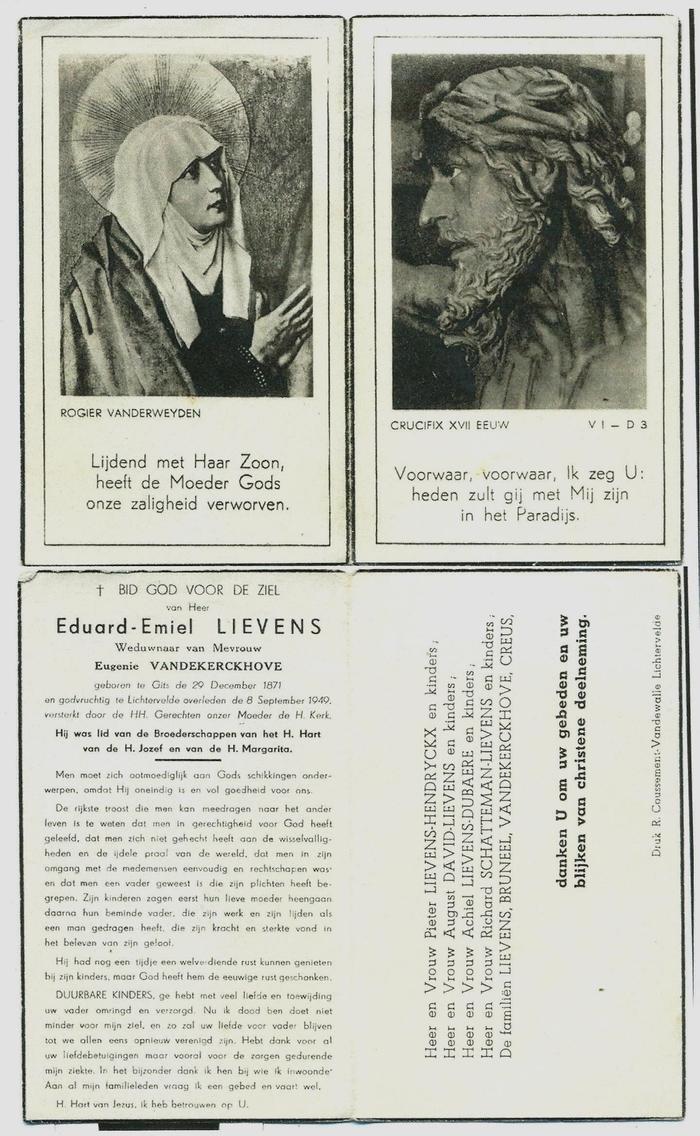 ROGIER VANDERWEYDEN
Lijdend met Haar Zoon,
heeft de Moeder Gods
onze zaligheid verworven.
CRUCIFIX XVII EEUW VI – D3
Voorwaar, voorwaar, Ik zeg U:
heden zult gij met Mij zijn
in het Paradijs.
† BID GOD VOOR DE ZIEL
van Heer
Eduard-Emiel LIEVENS
Weduwnaar van Mevrouw
Eugenie VANDEKERCKHOVE
geboren te Gits de 29 December 1871
en godvruchtig te Lichtervelde overleden de 8 September 1949,
versterkt door de HH. Gerechten onzer Moeder de H. Kerk.
Hij was lid van de Broederschappen van het H. Hart
van de H. Jozef en van de H. Margarita.
Men moet zich ootmoediglijk aan Gods schikkingen onder-
werpen, omdat Hij oneindig is en vol goedheid voor ons.
De rijkste troost die men kan meedragen naar het ander
leven is te weten dat men in gerechtigheid voor God heeft
geleefd, dat men zich niet gehecht heeft aan de wisselvallig-
heden en de ijdele praal van de wereld, dat men in zijn
omgang met de medemensen eenvoudig en rechtschapen was
en dat men een vader geweest is die zijn plichten heeft be-
grepen. Zijn kinderen zagen eerst hun lieve moeder heengaan
daarna hun beminde vader, die zijn werk en zijn lijden als
een man gedragen heeft, die zijn kracht en sterkte vond in
het beleven van zijn geloof.
Hij had nog een tijdje een welverdiende rust kunnen genieten
bij zijn kinders, maar God heeft hem de eeuwige rust geschonken.
DUURBARE KINDERS, ge hebt met veel liefde en toewijding
uw vader omringd en verzorgd. Nu ik dood ben doet niet
minder voor mijn ziel, en zo zal uw liefde voor vader blijven
tot we allen eens opnieuw verenigd zijn. Hebt dank voor al
uw liefdebetuigingen maar vooral voor de zorgen gedurende
mijn ziekte. In het bijzonder dank ik hen bij wie ik inwoonde
Aan al mijn familieleden vraag ik een gebed en vaart wel.
H. Hart van Jezus, ik heb betrouwen op U.
Heer en Vrouw Pieter LIEVENS-HENDRYCKX en kinders;
Heer en Vrouw August DAVID-LIEVENS en kinders;
Heer en Vrouw Achiel LIEVENS-DUBAERE en kinders;
Heer en Vrouw Richard SCHATTEMAN-LIEVENS en kinders;
De familiën LIEVENS, BRUNEEL, VANDEKERCKHOVE, CREUS,
danken U om uw gebeden en uw
blijken van christene deelneming.
Druk R. Coussement-Vandewalle Lichtervelde